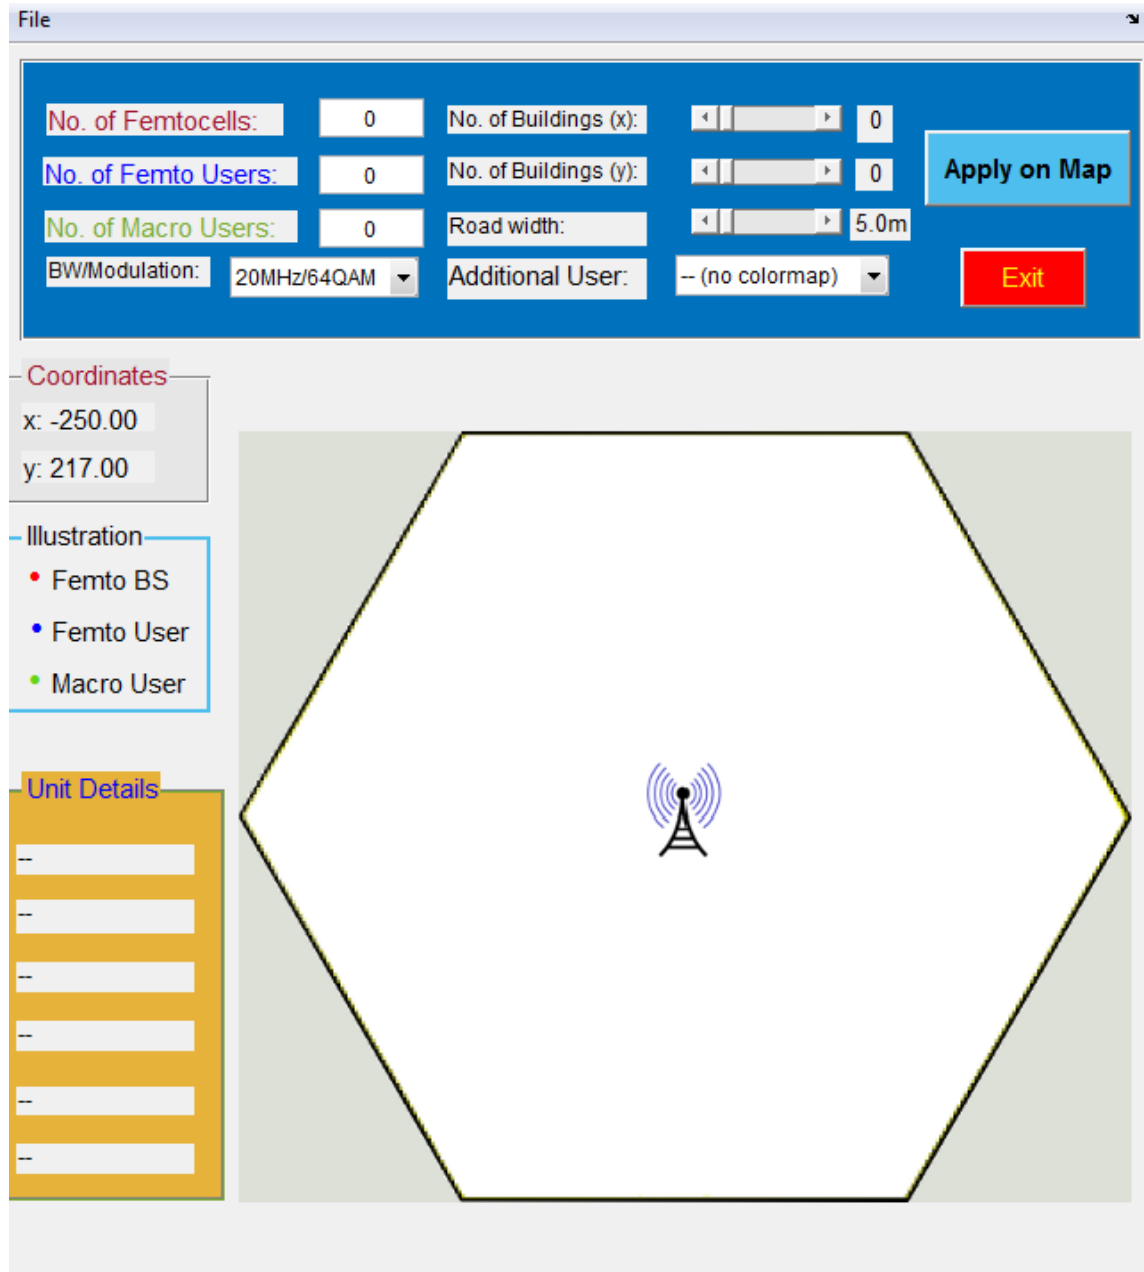 File
No. of Femtocells: 0 No. of Buildings (x): 0
No. of Femto Users: 0 No. of Buildings (y): 0
Apply on Map
No. of Macro Users: 0 Road width: 5.0m
BW/Modulation: 20MHz/64QAM Additional User: -- (no colormap)
Exit
Coordinates
x: -250.00
y: 217.00
Illustration
Femto BS
Femto User
Macro User
Unit Details
--
--
--
--
--
--